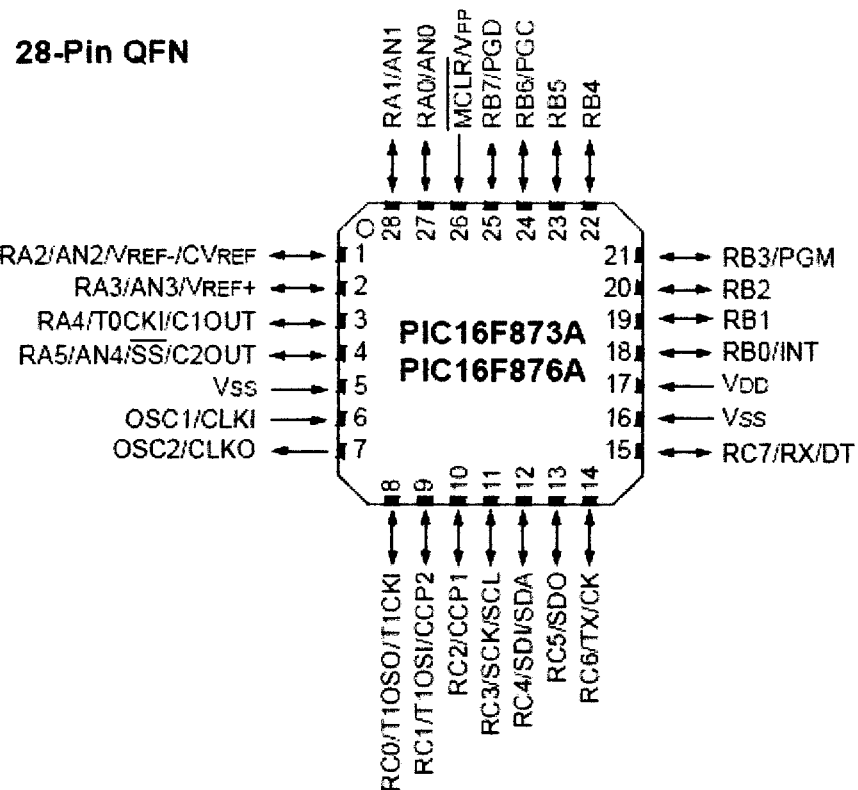 28-Pin QFN
RA1/AN1
RA0/AN0
MCLR/VPP
RB7/PGD
RB6/PGC
RB5
RB4
28
27
26
25
24
23
22
RA2/AN2/VREF-/CVREF
1
RA3/AN3/VREF+
2
RA4/T0CKI/C1OUT
3
RA5/AN4/SS/C2OUT
4
VSS
5
OSC1/CLKI
6
OSC2/CLKO
7
PIC16F873A
PIC16F876A
21
RB3/PGM
20
RB2
19
RB1
18
RB0/INT
17
VDD
16
VSS
15
RC7/RX/DT
8
9
10
11
12
13
14
RC0/T1OSO/T1CKI
RC1/T1OSI/CCP2
RC2/CCP1
RC3/SCK/SCL
RC4/SDI/SDA
RC5/SDO
RC6/TX/CK